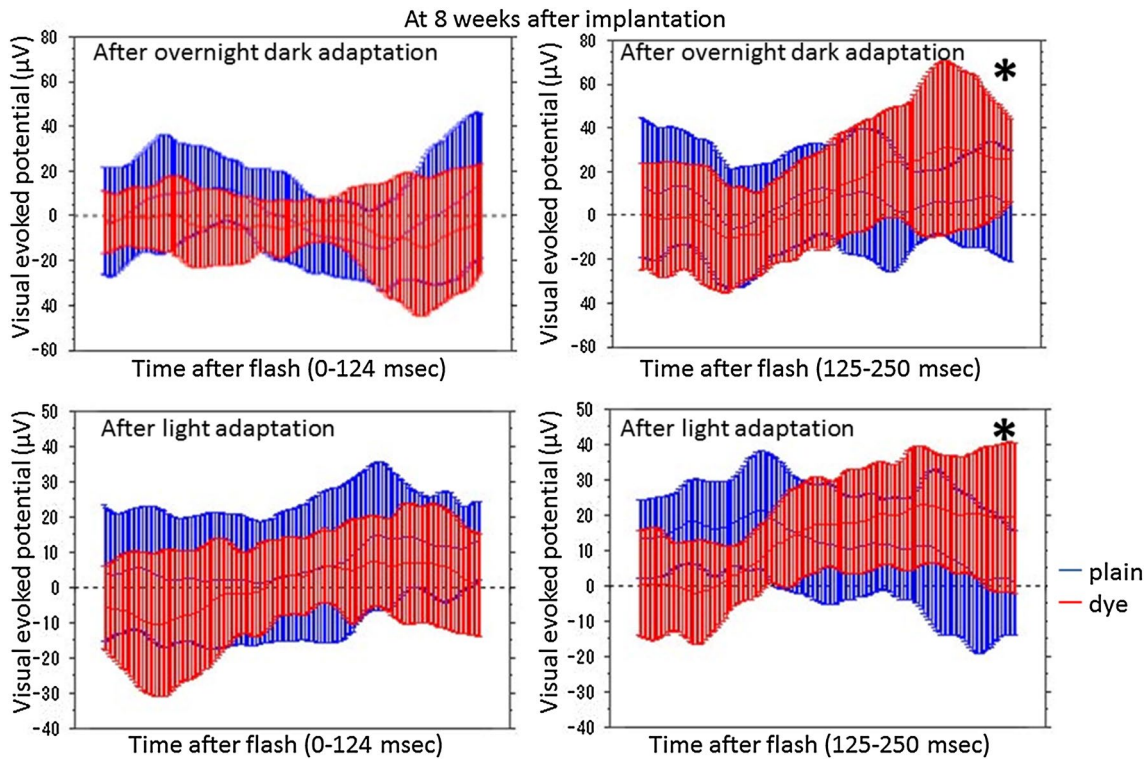 At 8 weeks after implantation
Visual evoked potential (µV)
80
60
40
20
0
−20
40
−60
After overnight dark adaptation
Time after flash (0-124 msec)
Visual evoked potential (µV)
80
60
40
20
0
−20
40
−60
After overnight dark adaptation
*
Time after flash (125-250 msec)
Visual evoked potential (µV)
50
40
30
20
10
0
−10
−20
−30
−40
After light adaptation
Time after flash (0-124 msec)
Visual evoked potential (µV)
50
40
30
20
10
0
−10
−20
−30
−40
After light adaptation
*
Time after flash (125-250 msec)
plain
dye